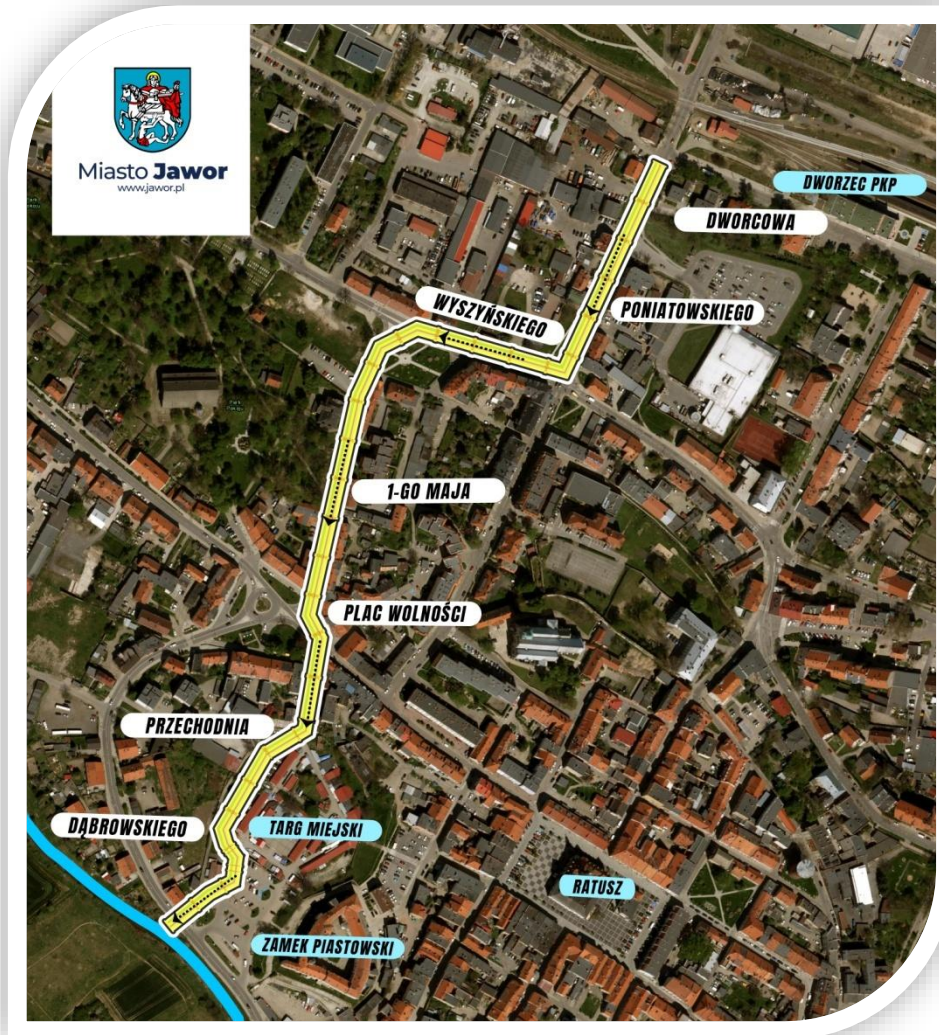 Miasto Jawor
www.jawor.pl
DWORZEC PKP
DWORCOWA
WYSZYŃSKIEGO
PONIATOWSKIEGO
1-GO MAJA
PLAC WOLNOŚCI
PRZECHODNIA
DĄBROWSKIEGO
TARG MIEJSKI
RATUSZ
ZAMEK PIASTOWSKI